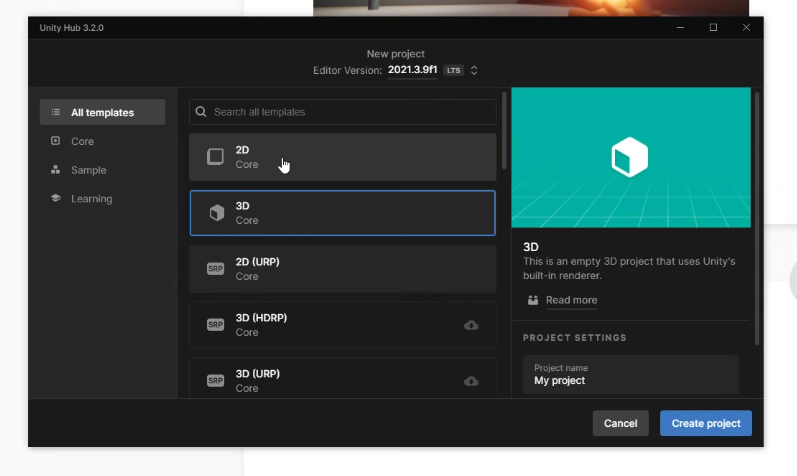 Unity Hub 3.2.0
New project
Editor Version: 2021.3.9f1 LTS
All templates
Core
Sample
Learning
Search all templates
2D
Core
3D
Core
SRP
2D (URP)
Core
SRP
3D (HDRP)
Core
SRP
3D (URP)
Core
3D
This is an empty 3D project that uses Unity's
built-in renderer.
Read more
PROJECT SETTINGS
Project name
My project
Cancel
Create project